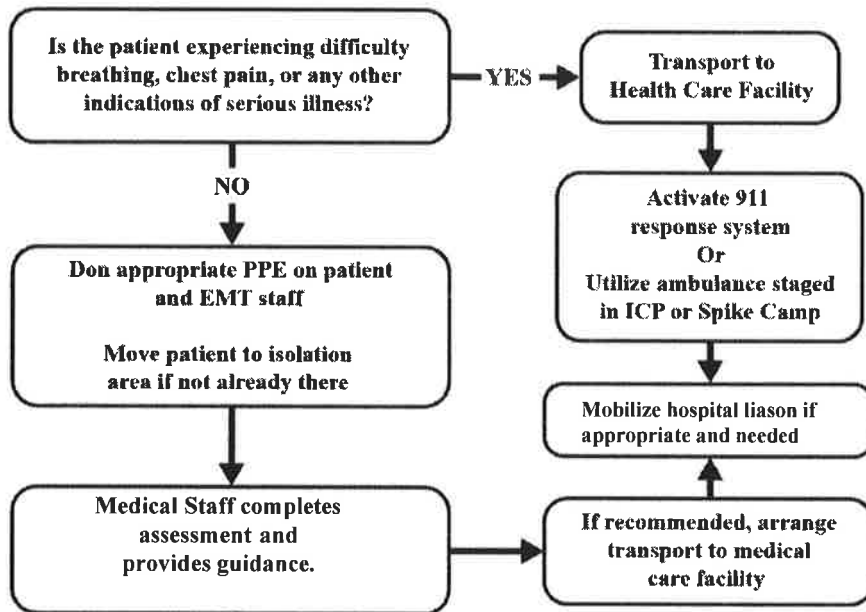 Is the patient experiencing difficulty
breathing, chest pain, or any other
indications of serious illness?
YES
Transport to
Health Care Facility
NO
Activate 911
response system
Or
Utilize ambulance staged
in ICP or Spike Camp
Don appropriate PPE on patient
and EMT staff
Move patient to isolation
area if not already there
Mobilize hospital liason if
appropriate and needed
Medical Staff completes
assessment and
provides guidance.
If recommended, arrange
transport to medical
care facility